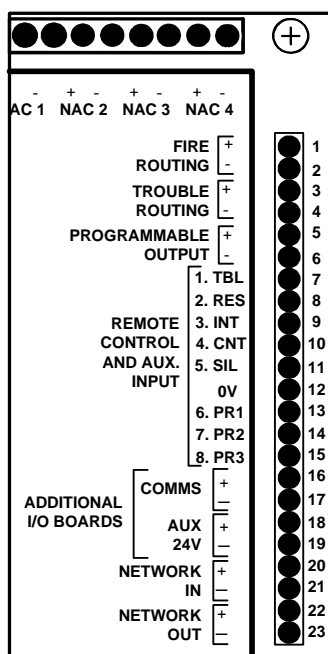 - + - + - + -
AC 1 NAC 2 NAC 3 NAC 4
FIRE + 1
ROUTING - 2
TROUBLE + 3
ROUTING - 4
PROGRAMMABLE + 5
OUTPUT - 6
1. TBL 7
2. RES 8
REMOTE 3. INT 9
CONTROL 4. CNT 10
AND AUX. 5. SIL 11
INPUT 0V 12
6. PR1 13
7. PR2 14
8. PR3 15
ADDITIONAL COMMS + 16
I/O BOARDS – 17
AUX + 18
24V – 19
NETWORK + 20
IN – 21
NETWORK + 22
OUT – 23